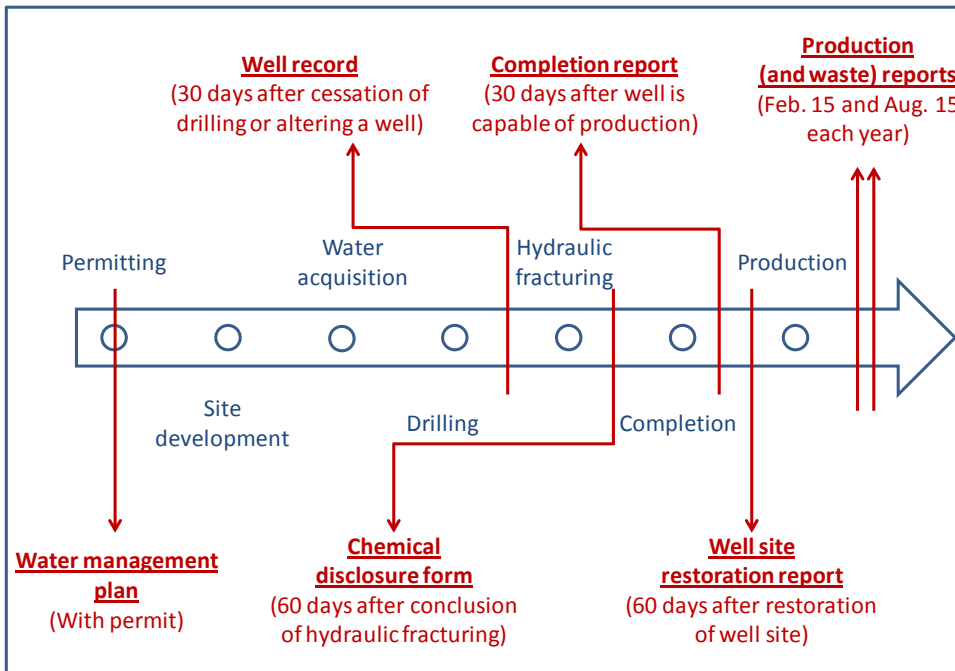 Well record
(30 days after cessation of
drilling or altering a well)
Completion report
(30 days after well is
capable of production)
Production
(and waste) reports
(Feb. 15 and Aug. 15
each year)
Permitting
Water
acquisition
Hydraulic
fracturing
Production
Site
development
Drilling
Completion
Water management
plan
(With permit)
Chemical
disclosure form
(60 days after conclusion
of hydraulic fracturing)
Well site
restoration report
(60 days after restoration
of well site)